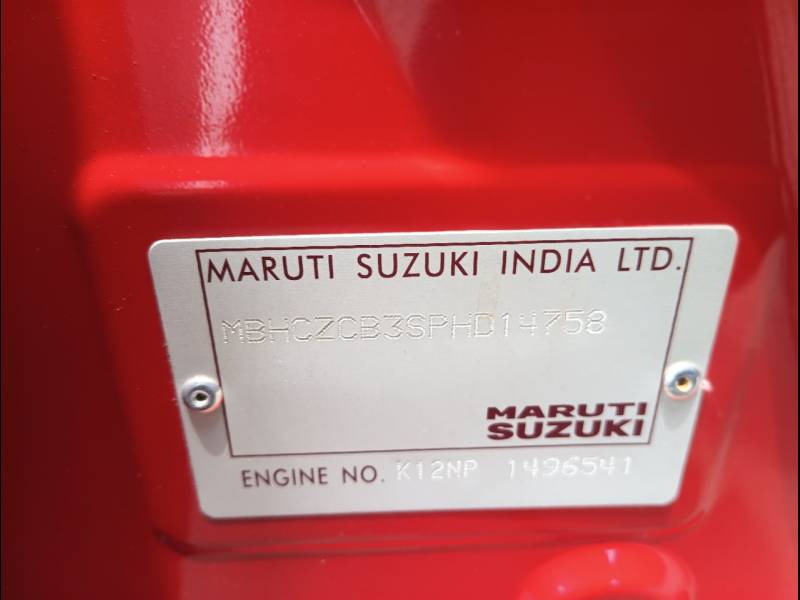 MARUTI SUZUKI INDIA LTD.
MBHCZCB3SPHD14758
MARUTI
SUZUKI
ENGINE NO. K12NP 1496541